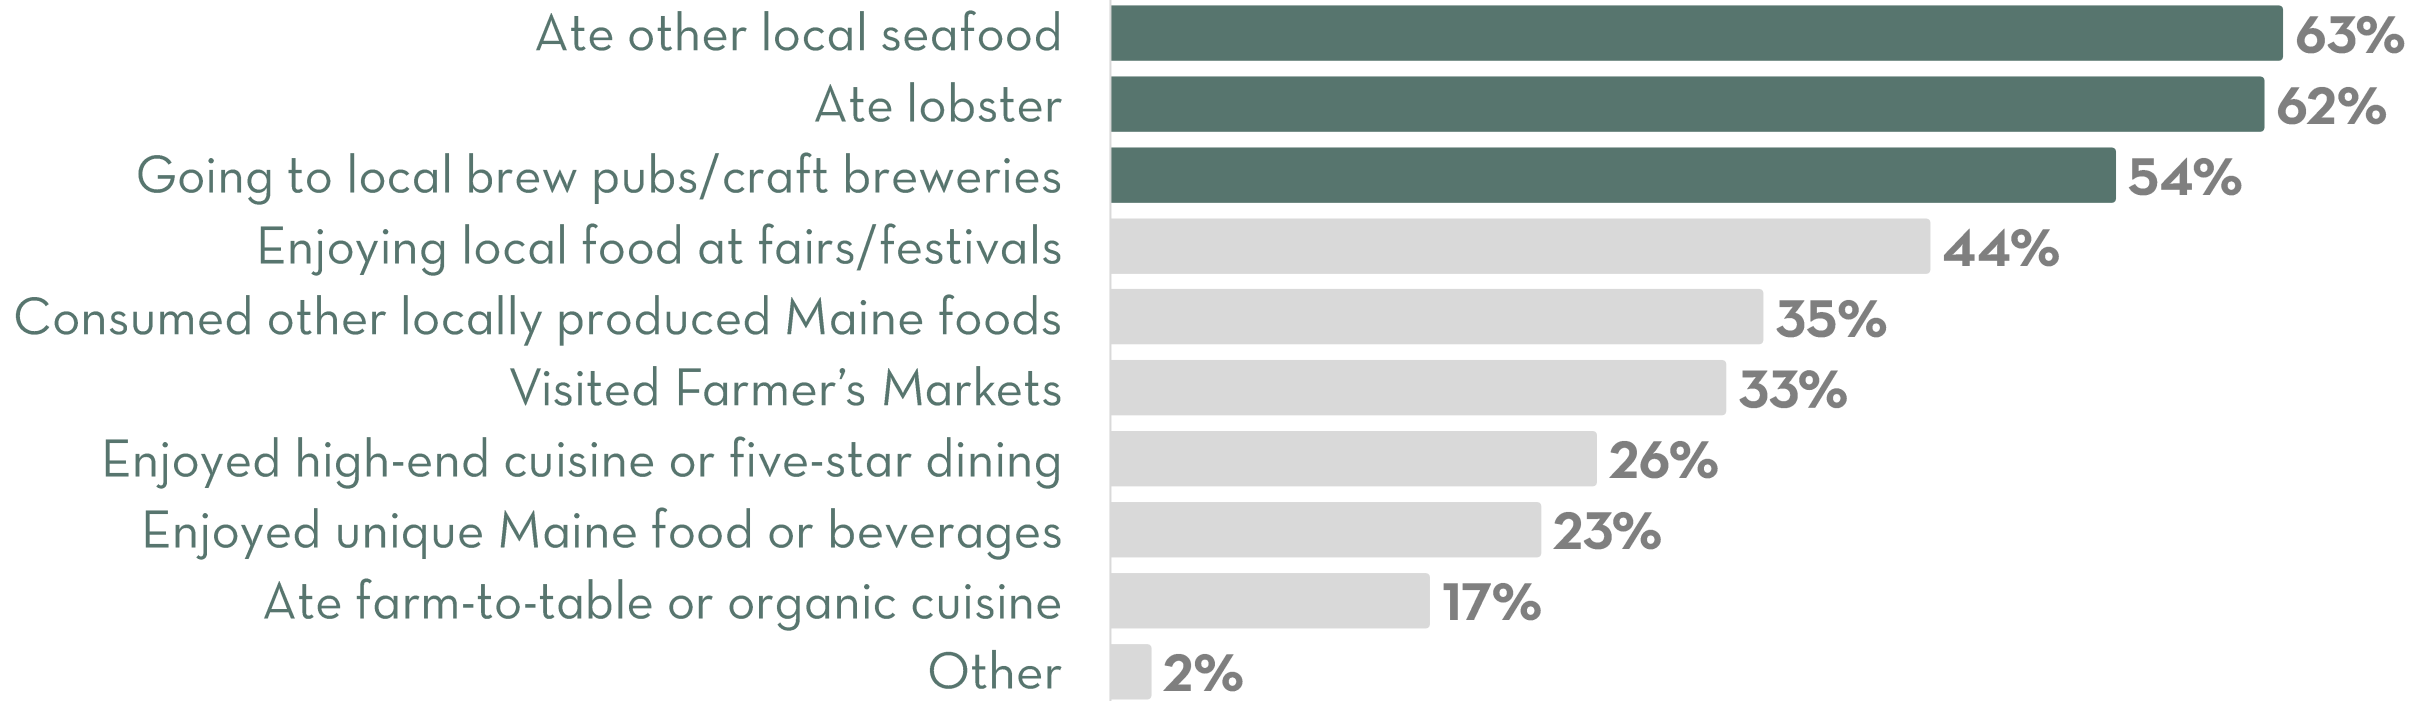 Ate other local seafood 63%
Ate lobster 62%
Going to local brew pubs/craft breweries 54%
Enjoying local food at fairs/festivals 44%
Consumed other locally produced Maine foods 35%
Visited Farmer’s Markets 33%
Enjoyed high-end cuisine or five-star dining 26%
Enjoyed unique Maine food or beverages 23%
Ate farm-to-table or organic cuisine 17%
Other 2%